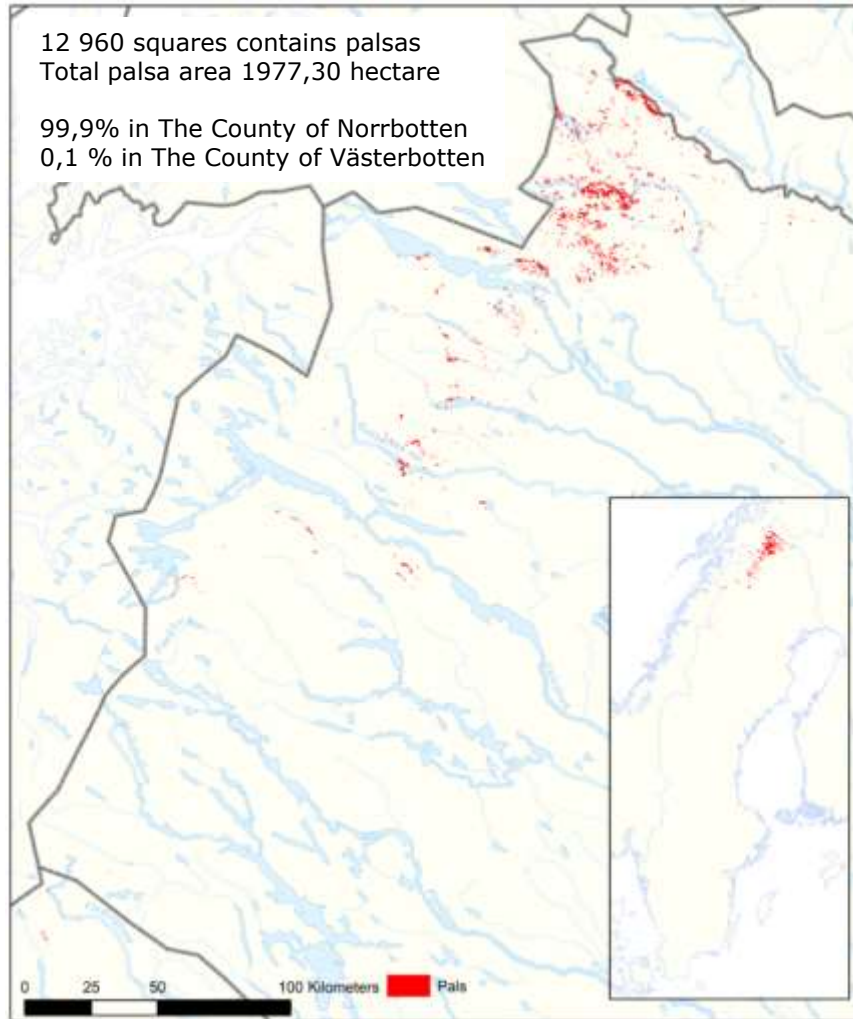 12 960 squares contains palsas
Total palsa area 1977,30 hectare
99,9% in The County of Norrbotten
0,1 % in The County of Västerbotten
0 25 50 100 Kilometers Pals